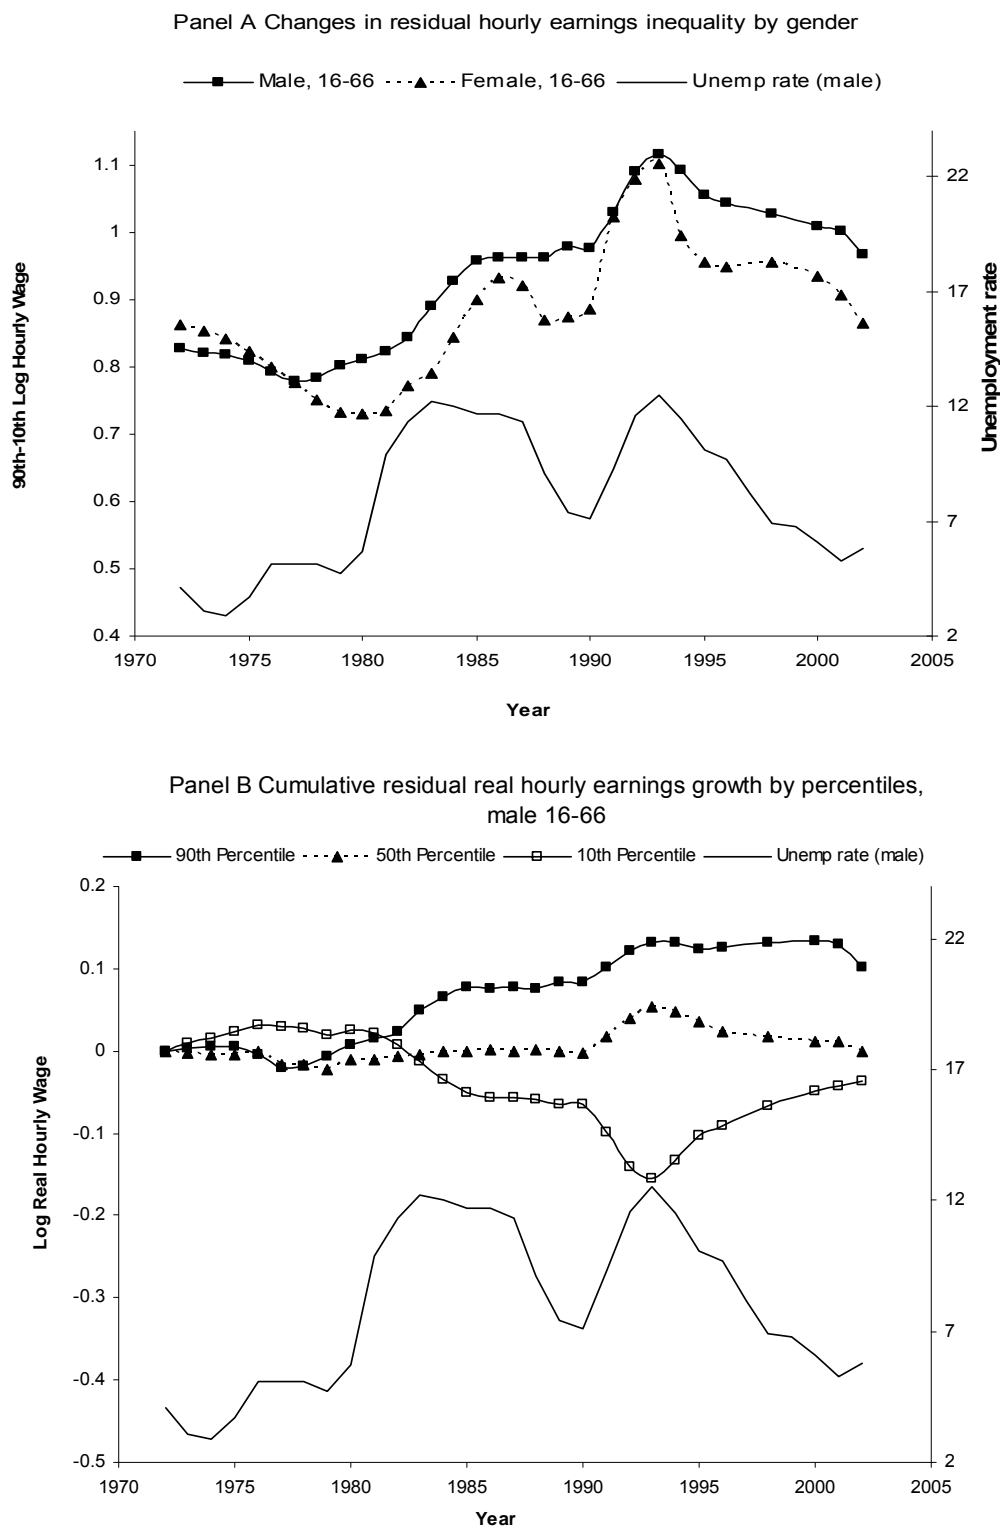 Panel A Changes in residual hourly earnings inequality by gender
Male, 16-66 Female, 16-66 Unemp rate (male)
90th-10th Log Hourly Wage
1.1
1
0.9
0.8
0.7
0.6
0.5
0.4
22
17
12
7
2
Unemployment rate
1970 1975 1980 1985 1990 1995 2000 2005
Year
Panel B Cumulative residual real hourly earnings growth by percentiles,
male 16-66
90th Percentile 50th Percentile 10th Percentile Unemp rate (male)
Log Real Hourly Wage
0.2
0.1
0
-0.1
-0.2
-0.3
-0.4
-0.5
22
17
12
7
2
1970 1975 1980 1985 1990 1995 2000 2005
Year